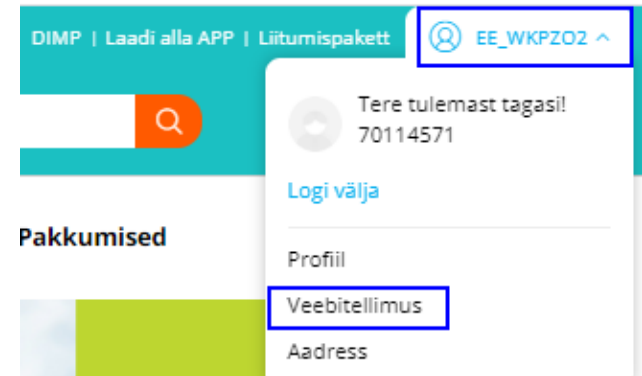 DIMP | Laadi alla APP | Liitumispakett EE_WKPZO2
Tere tulemast tagasi!
70114571
Logi välja
Pakkumised
Profiil
Veebitellimus
Aadress